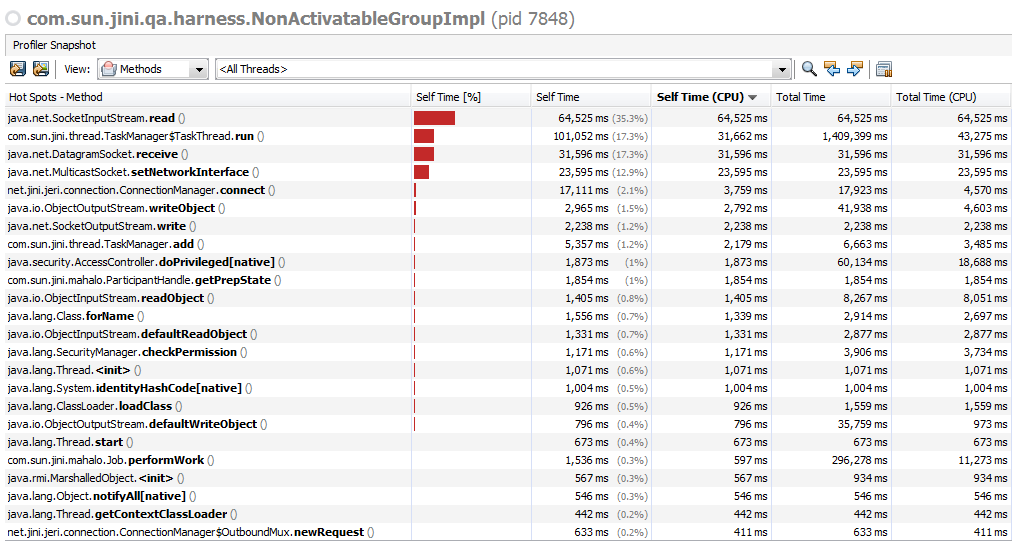 com.sun.jini.qa.harness.NonActivatableGroupImpl (pid 7848)
Profiler Snapshot
View: Methods <All Threads>
Hot Spots - Method Self Time [%] Self Time Self Time (CPU) Total Time Total Time (CPU)
java.net.SocketInputStream.read () 64,525 ms (35.3%) 64,525 ms 64,525 ms 64,525 ms
com.sun.jini.thread.TaskManager$TaskThread.run () 101,052 ms (17.3%) 31,662 ms 1,409,399 ms 43,275 ms
java.net.DatagramSocket.receive () 31,596 ms (17.3%) 31,596 ms 31,596 ms 31,596 ms
java.net.MulticastSocket.setNetworkInterface () 23,595 ms (12.9%) 23,595 ms 23,595 ms 23,595 ms
net.jini.jeri.connection.ConnectionManager.connect () 17,111 ms (2.1%) 3,759 ms 17,923 ms 4,570 ms
java.io.ObjectOutputStream.writeObject () 2,965 ms (1.5%) 2,792 ms 41,938 ms 4,603 ms
java.net.SocketOutputStream.write () 2,238 ms (1.2%) 2,238 ms 2,238 ms 2,238 ms
com.sun.jini.thread.TaskManager.add () 5,357 ms (1.2%) 2,179 ms 6,663 ms 3,485 ms
java.security.AccessController.doPrivileged[native] () 1,873 ms (1%) 1,873 ms 60,134 ms 18,688 ms
com.sun.jini.mahalo.ParticipantHandle.getPrepState () 1,854 ms (1%) 1,854 ms 1,854 ms 1,854 ms
java.io.ObjectInputStream.readObject () 1,405 ms (0.8%) 1,405 ms 8,267 ms 8,051 ms
java.lang.Class.forName () 1,556 ms (0.7%) 1,339 ms 2,914 ms 2,697 ms
java.io.ObjectInputStream.defaultReadObject () 1,331 ms (0.7%) 1,331 ms 2,877 ms 2,877 ms
java.lang.SecurityManager.checkPermission () 1,171 ms (0.6%) 1,171 ms 3,906 ms 3,734 ms
java.lang.Thread.<init> () 1,071 ms (0.6%) 1,071 ms 1,071 ms 1,071 ms
java.lang.System.identityHashCode[native] () 1,004 ms (0.5%) 1,004 ms 1,004 ms 1,004 ms
java.lang.ClassLoader.loadClass () 926 ms (0.5%) 926 ms 1,559 ms 1,559 ms
java.io.ObjectOutputStream.defaultWriteObject () 796 ms (0.4%) 796 ms 35,759 ms 973 ms
java.lang.Thread.start () 673 ms (0.4%) 673 ms 673 ms 673 ms
com.sun.jini.mahalo.Job.performWork () 1,536 ms (0.3%) 597 ms 296,278 ms 11,273 ms
java.rmi.MarshalledObject.<init> () 567 ms (0.3%) 567 ms 934 ms 934 ms
java.lang.Object.notifyAll[native] () 546 ms (0.3%) 546 ms 546 ms 546 ms
java.lang.Thread.getContextClassLoader () 442 ms (0.2%) 442 ms 442 ms 442 ms
net.jini.jeri.connection.ConnectionManager$OutboundMux.newRequest () 633 ms (0.2%) 411 ms 633 ms 411 ms